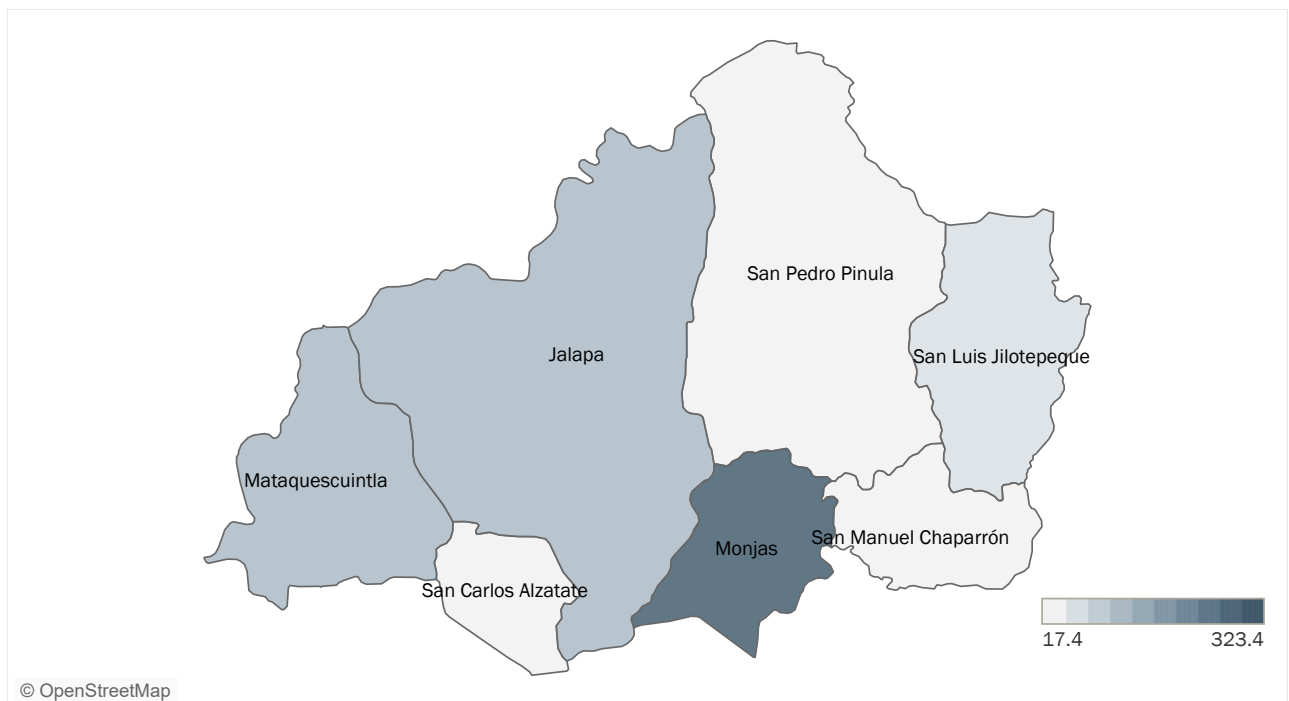 San Pedro Pinula
Jalapa
San Luis Jilotepeque
Mataquescuintla
Monjas
San Manuel Chaparrón
San Carlos Alzatate
17.4
323.4
© OpenStreetMap